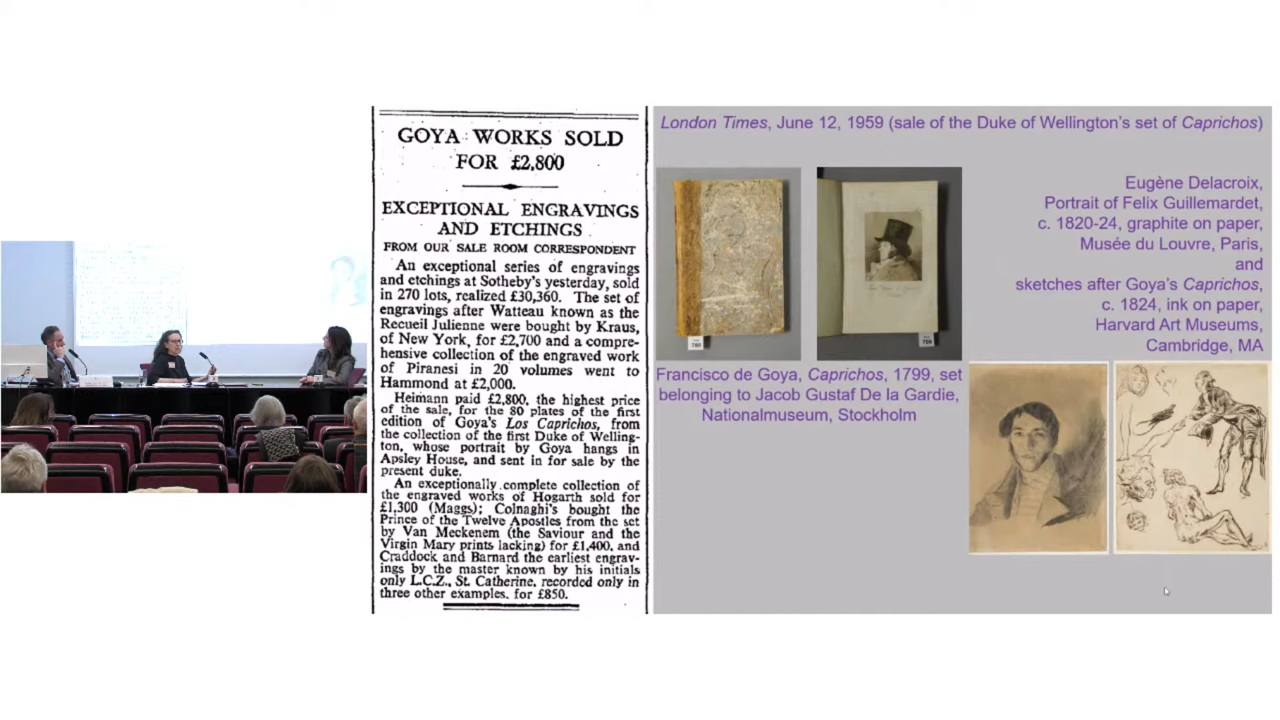 GOYA WORKS SOLD
FOR £2,800
EXCEPTIONAL ENGRAVINGS
AND ETCHINGS
FROM OUR SALE ROOM CORRESPONDENT
An exceptional series of engravings
and etchings at Sotheby's yesterday, sold
in 270 lots, realized £30,360. The set of
engravings after Watteau known as the
Recueil Julienne were bought by Kraus,
of New York, for £2,700 and a compre-
hensive collection of the engraved work
of Piranesi in 20 volumes went to
Hammond at £2,000.
Heimann paid £2,800, the highest price
of the sale, for the 80 plates of the first
edition of Goya's Los Caprichos, from
the collection of the first Duke of Welling-
ton, whose portrait by Goya hangs in
Apsley House, and sent in for sale by the
present duke.
An exceptionally complete collection of
the engraved works of Hogarth sold for
£1,300 (Maggs); Colnaghi's bought the
Prince of the Twelve Apostles from the set
by Van Meckenem (the Saviour and the
Virgin Mary prints lacking) for £1,400, and
Craddock and Barnard the earliest engrav-
ings by the master known by his initials
only L.C.Z., St. Catherine, recorded only in
three other examples, for £850.
London Times, June 12, 1959 (sale of the Duke of Wellington's set of Caprichos)
Eugène Delacroix,
Portrait of Felix Guillemardet,
c. 1820-24, graphite on paper,
Musée du Louvre, Paris,
and
sketches after Goya's Caprichos,
c. 1824, ink on paper,
Harvard Art Museums,
Cambridge, MA
Francisco de Goya, Caprichos, 1799, set
belonging to Jacob Gustaf De la Gardie,
Nationalmuseum, Stockholm